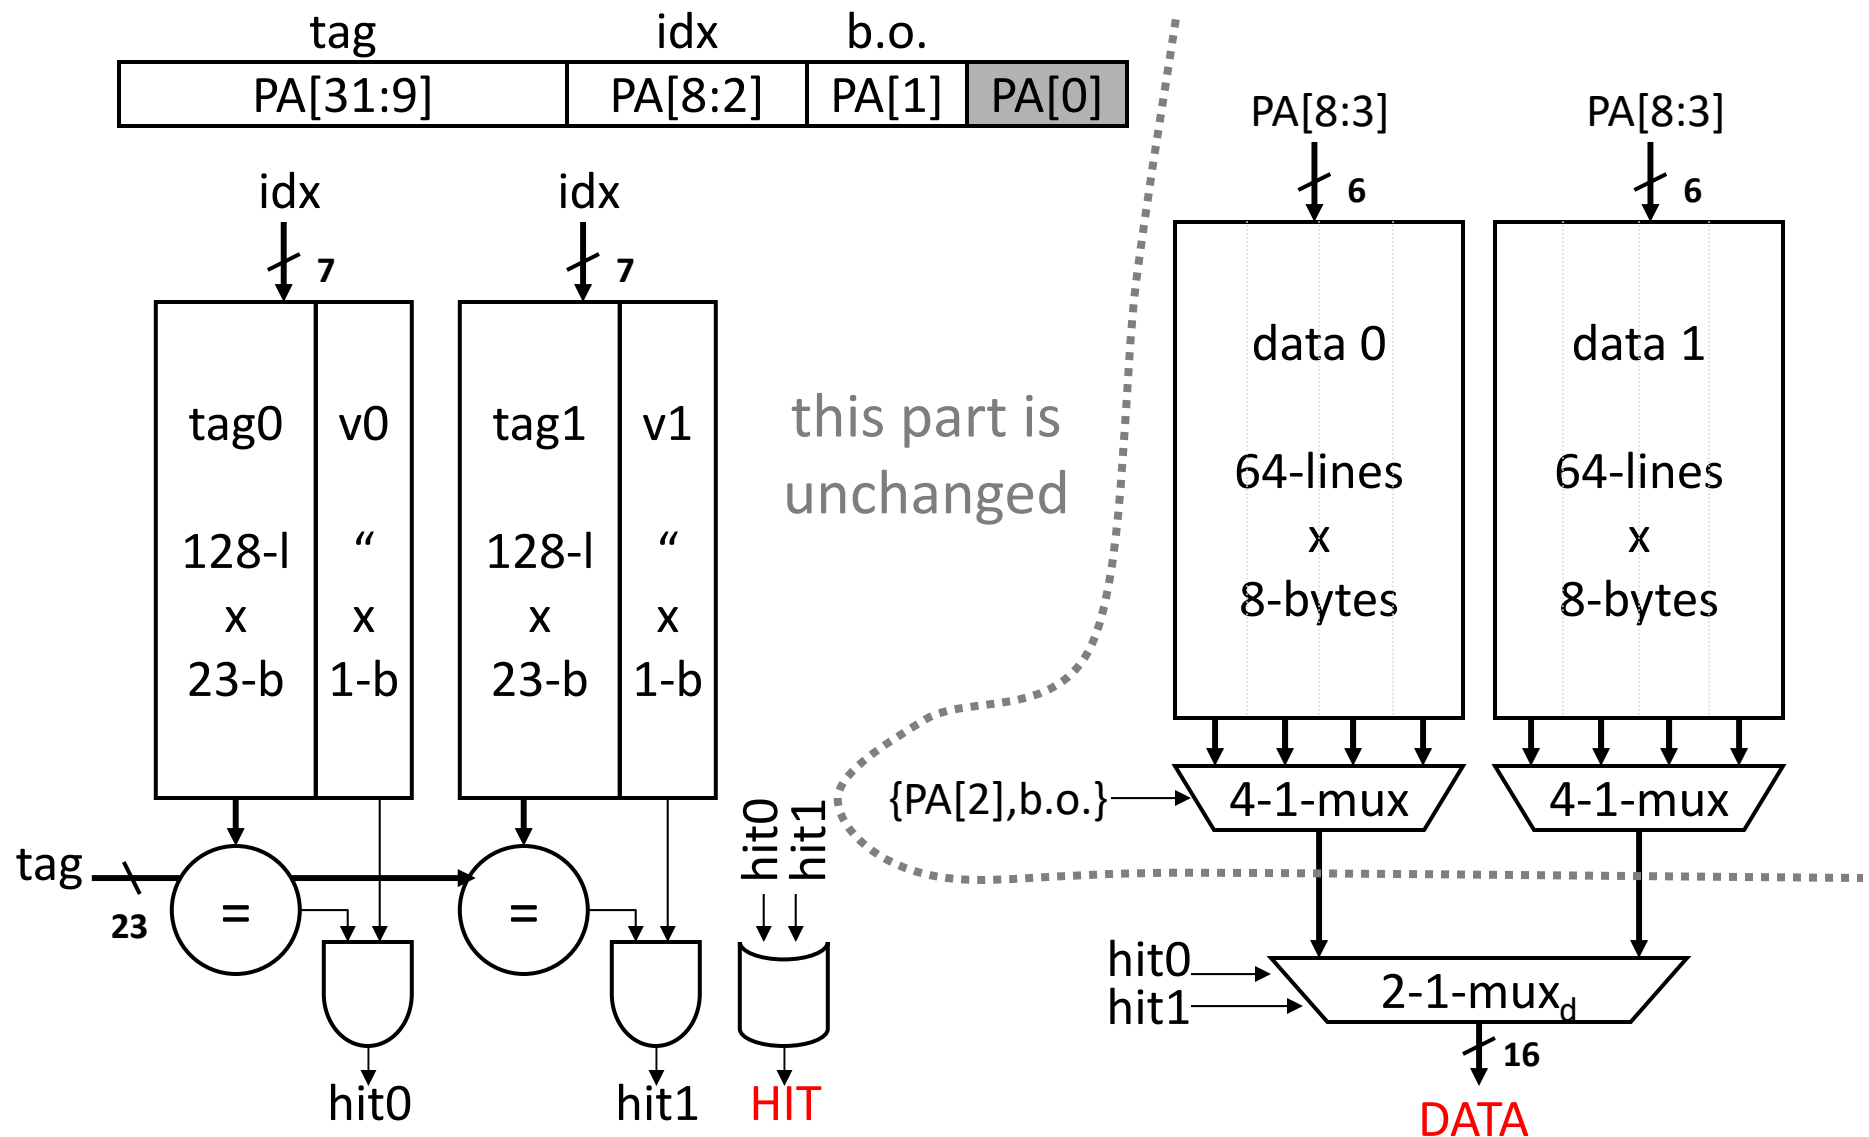 tag idx b.o.
PA[31:9] PA[8:2] PA[1] PA[0]
idx idx
7 7
tag0 v0 tag1 v1
128-l “ 128-l “
x x x x
23-b 1-b 23-b 1-b
this part is
unchanged
tag
23
= =
hit0
hit1
hit0 hit1 HIT
PA[8:3] PA[8:3]
6 6
data 0 data 1
64-lines 64-lines
x x
8-bytes 8-bytes
{PA[2],b.o.} 4-1-mux 4-1-mux
hit0
hit1
2-1-muxd
16
DATA